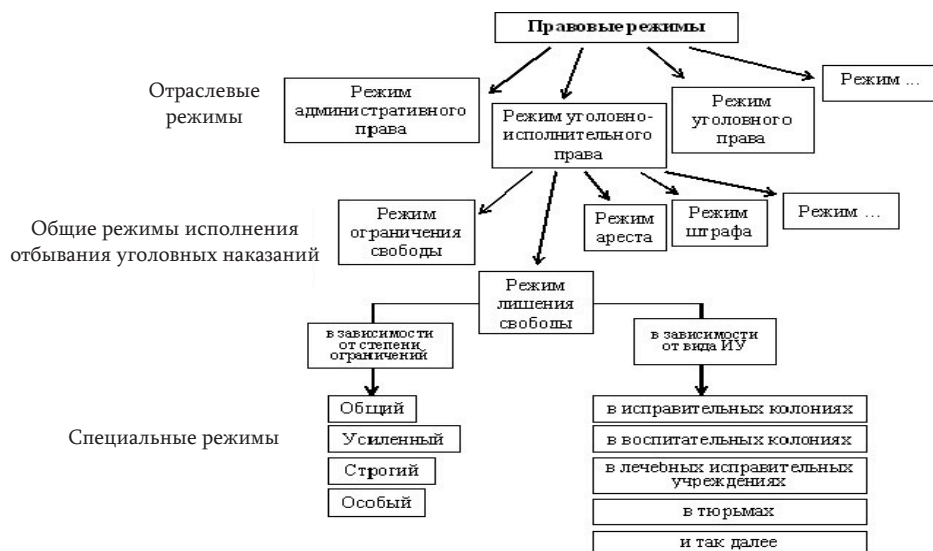 Правовые режимы
Отраслевые
режимы
Режим
административного
права
Режим уголовно-
исполнительного
права
Режим
уголовного
права
Режим ...
Общие режимы исполнения
отбывания уголовных наказаний
Режим
ограничения
свободы
Режим
ареста
Режим
штрафа
Режим ...
Режим
лишения
свободы
в зависимости
от степени
ограничений
в зависимости
от вида ИУ
Специальные режимы
Общий
Усиленный
Строгий
Особый
в исправительных колониях
в воспитательных колониях
в лечебных исправительных
учреждениях
в тюрьмах
и так далее